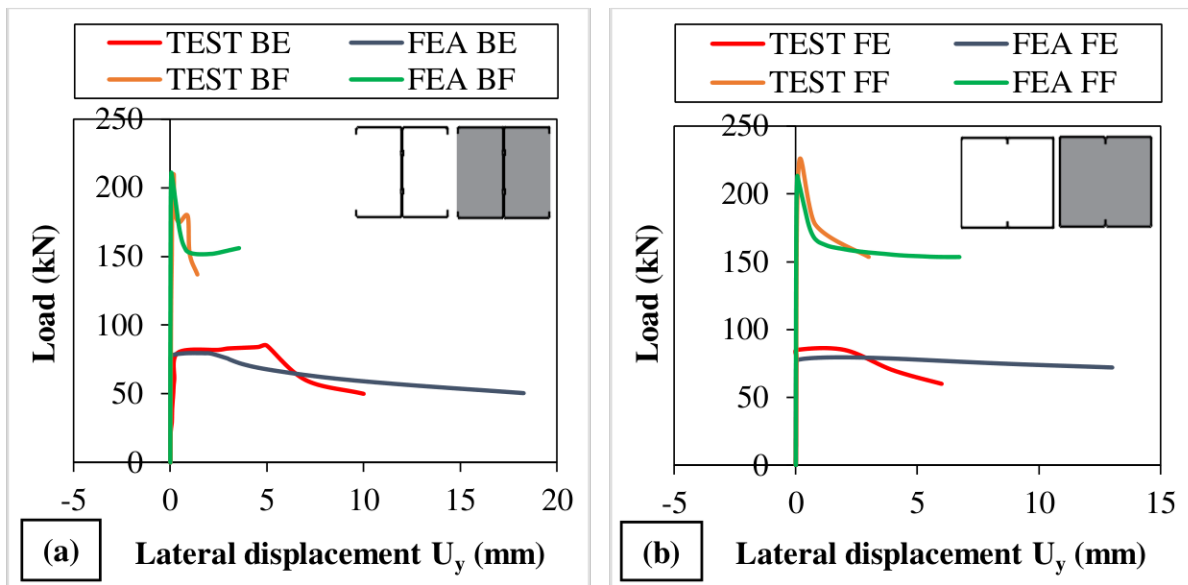 TEST BE FEA BE
TEST BF FEA BF
250
200
150
100
50
0
Load (kN)
-5 0 5 10 15 20
(a) Lateral displacement Uy (mm)
TEST FE FEA FE
TEST FF FEA FF
250
200
150
100
50
0
Load (kN)
-5 0 5 10 15
(b) Lateral displacement Uy (mm)